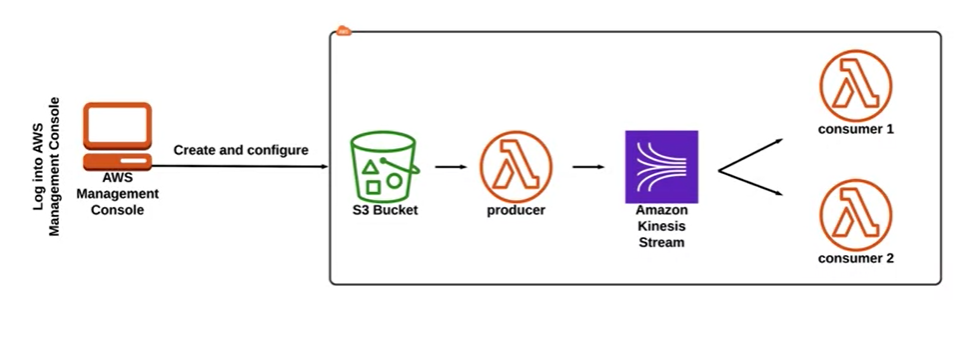 Log into AWS
Management Console
AWS
Management
Console
Create and configure
S3 Bucket
producer
Amazon
Kinesis
Stream
consumer 1
consumer 2